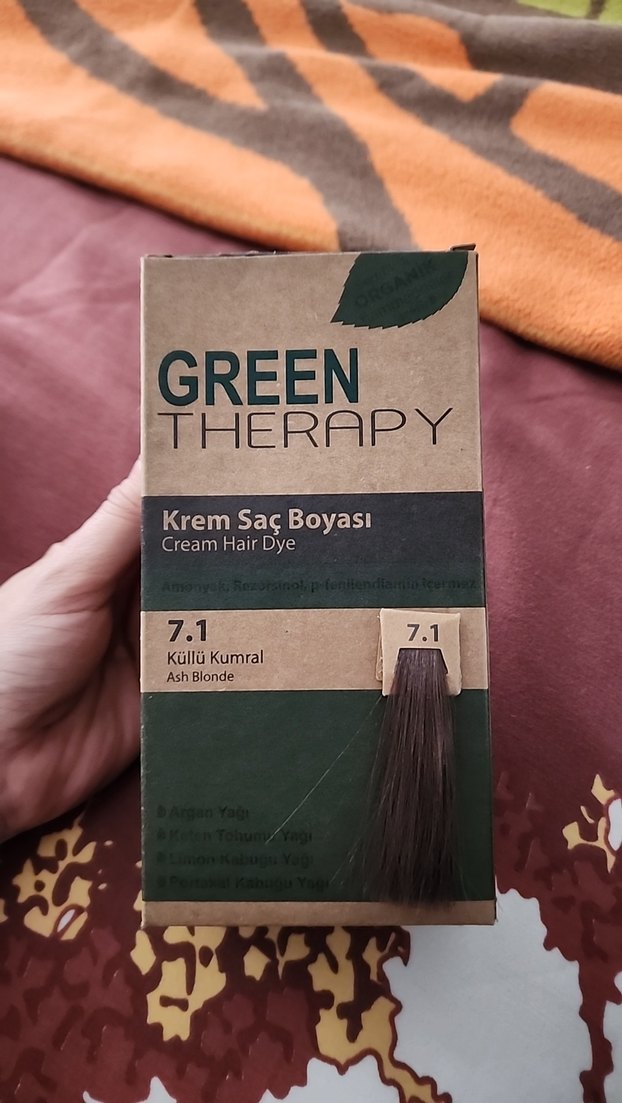 ORGANİK
GREEN
THERAPY
Krem Saç Boyası
Cream Hair Dye
Amonyak, Rezorsinol, p-fenilendiamin içermez
7.1
Küllü Kumral
Ash Blonde
7.1
Argan Yağı
Keten Tohumu Yağı
Limon Kabuğu Yağı
Portakal Kabuğu Yağı